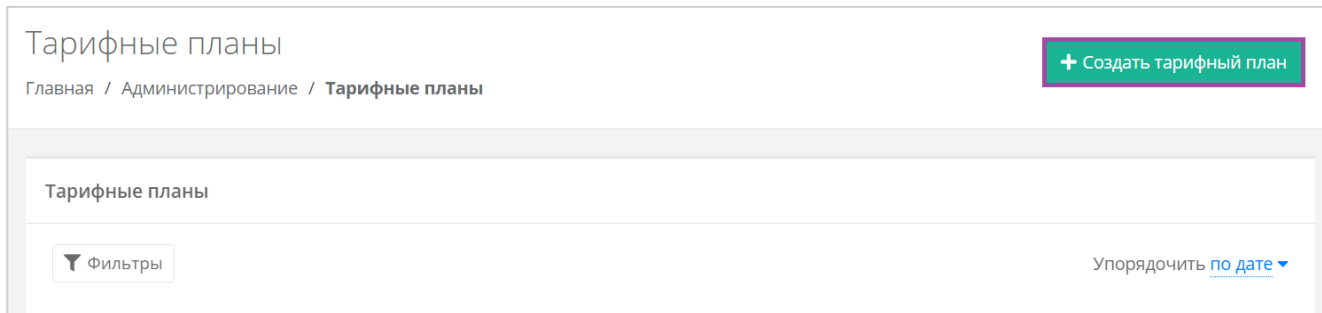 Тарифные планы
+ Создать тарифный план
Главная / Администрирование / Тарифные планы
Тарифные планы
Фильтры
Упорядочить по дате